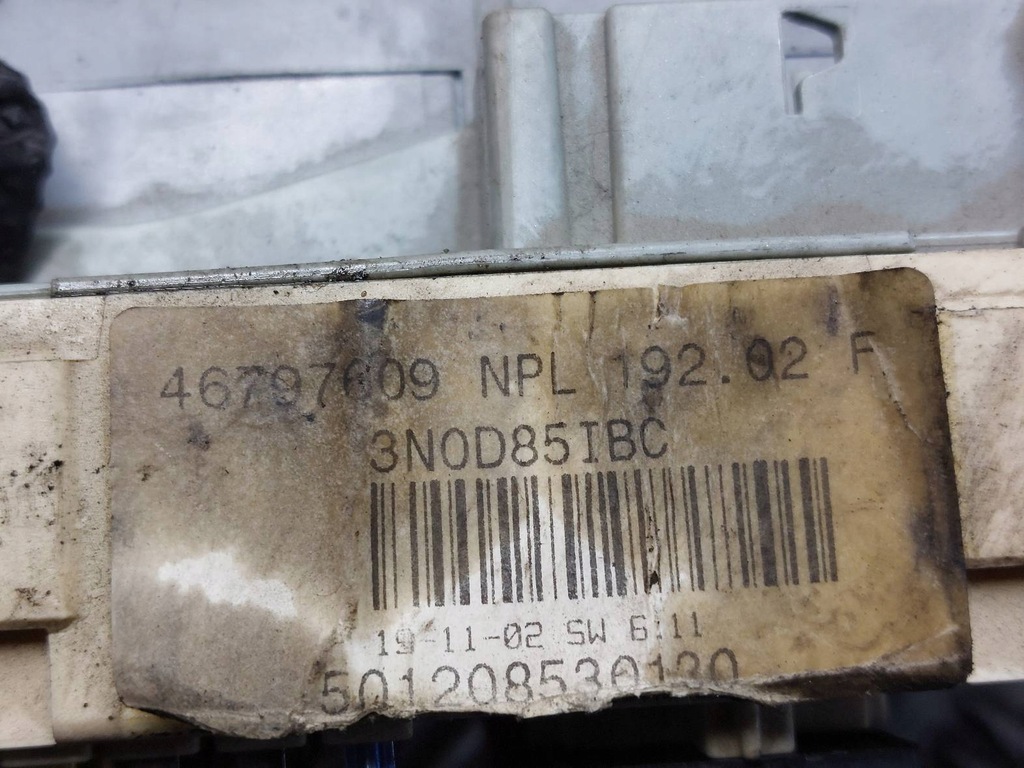 46797609 NPL 192.02 F
3N0D85IBC
19-11-02 SW 6:11
501208530130